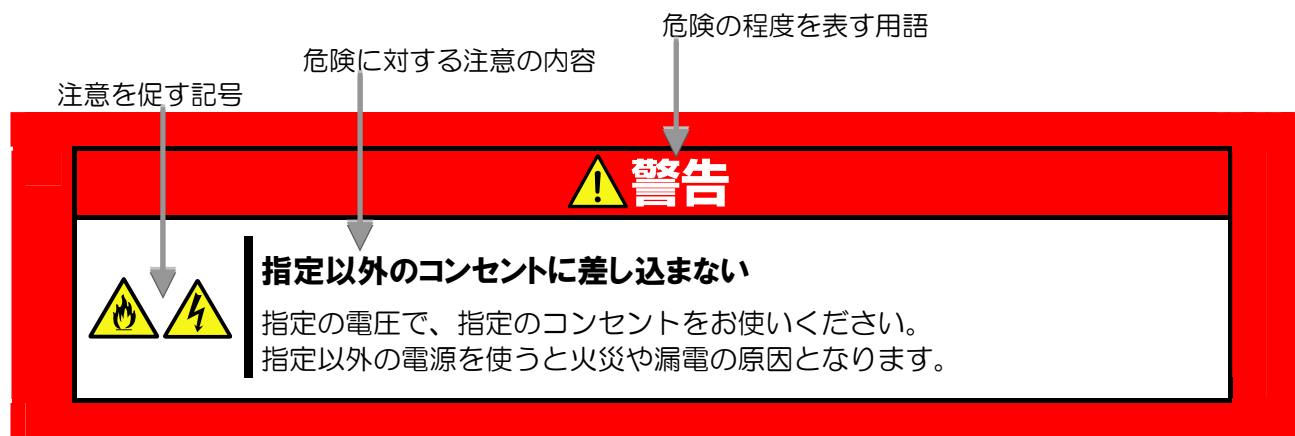 危険の程度を表す用語
危険に対する注意の内容
注意を促す記号
警告
指定以外のコンセントに差し込まない
指定の電圧で、指定のコンセントをお使いください。
指定以外の電源を使うと火災や漏電の原因となります。